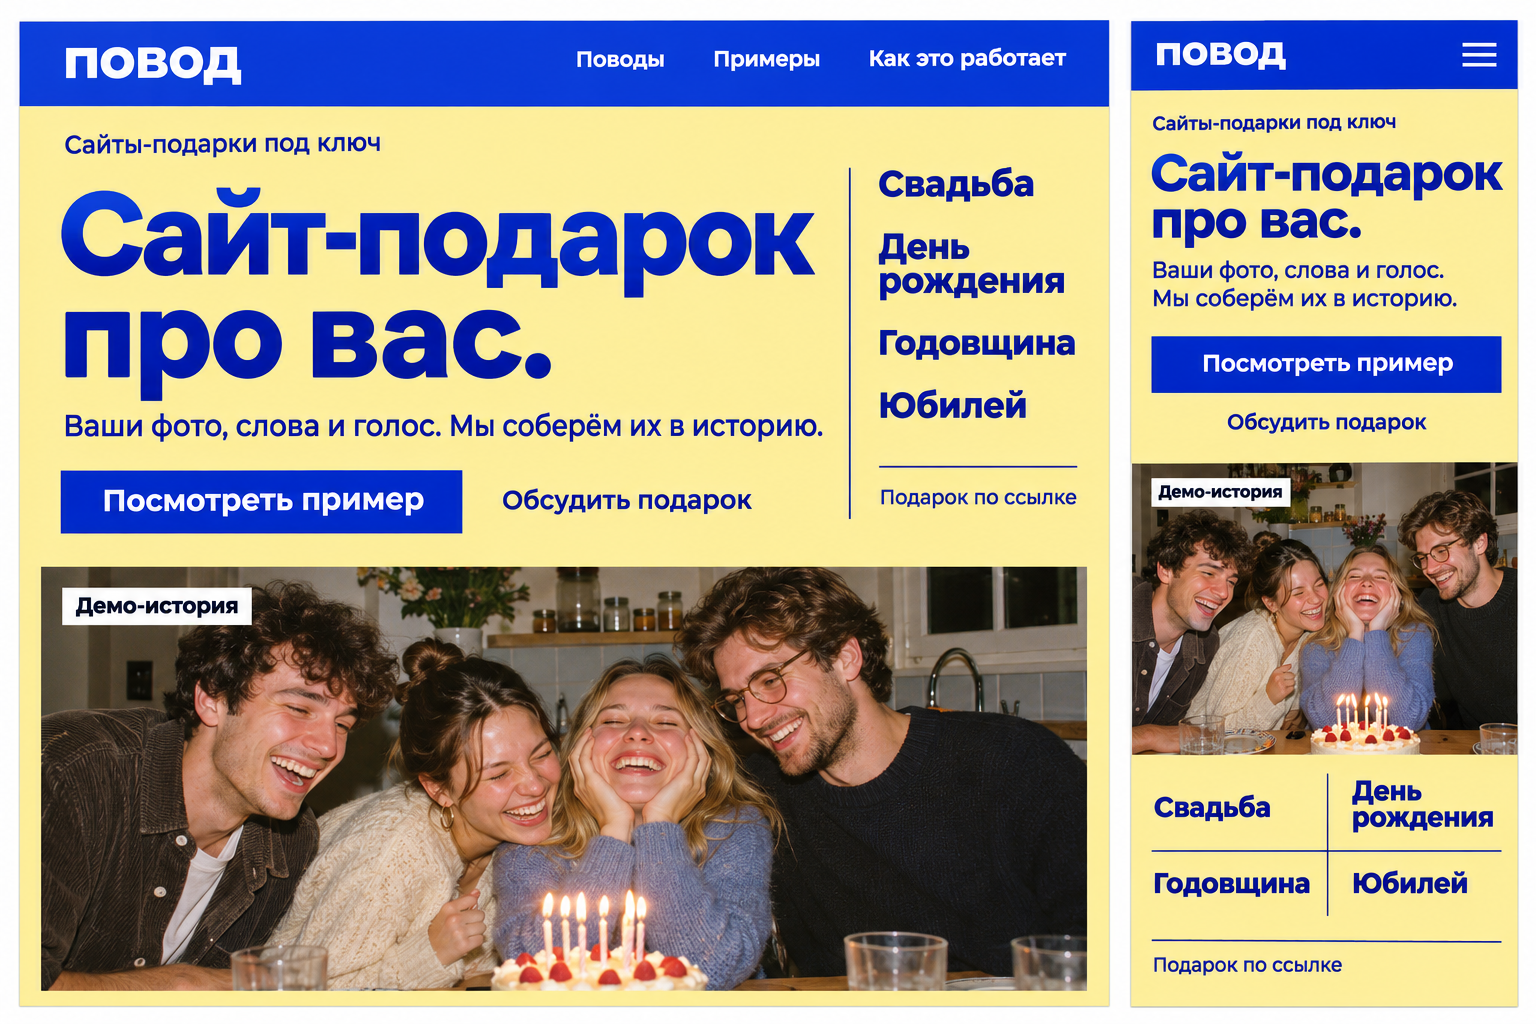 повод
Поводы
Примеры
Как это работает
Сайты-подарки под ключ
Сайт-подарок
про вас.
Ваши фото, слова и голос. Мы соберём их в историю.
Посмотреть пример
Обсудить подарок
Свадьба
День
рождения
Годовщина
Юбилей
Подарок по ссылке
Демо-история
повод
Сайты-подарки под ключ
Сайт-подарок
про вас.
Ваши фото, слова и голос.
Мы соберём их в историю.
Посмотреть пример
Обсудить подарок
Демо-история
Свадьба
День
рождения
Годовщина
Юбилей
Подарок по ссылке